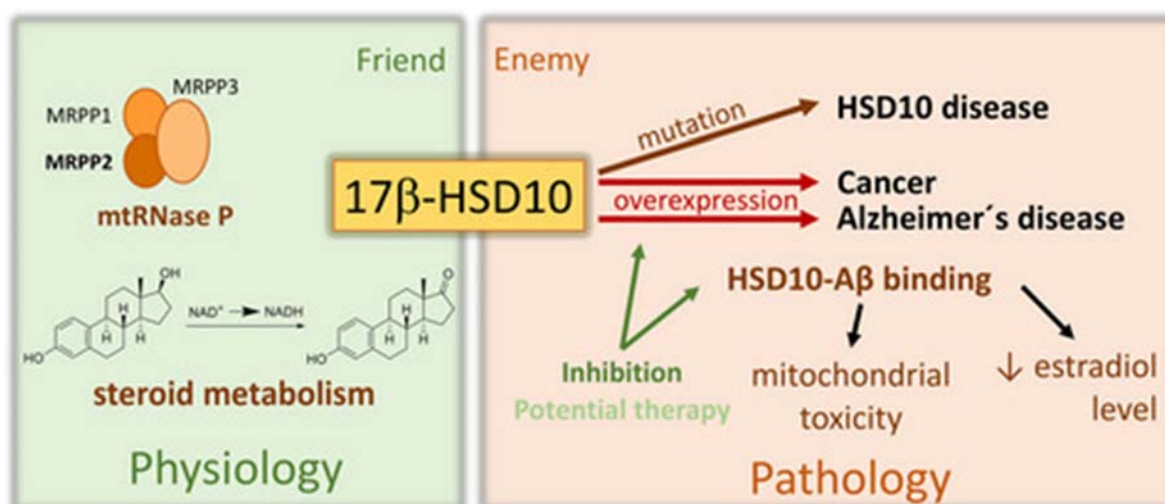 Friend
MRPP3
MRPP1
MRPP2
mtRNase P
OH
H
H
H
HO
NAD⁺ → NADH
O
H
H
H
HO
steroid metabolism
Physiology
17β-HSD10
Enemy
mutation
HSD10 disease
overexpression
Cancer
Alzheimer´s disease
HSD10-Aβ binding
Inhibition
Potential therapy
mitochondrial
toxicity
↓ estradiol
level
Pathology